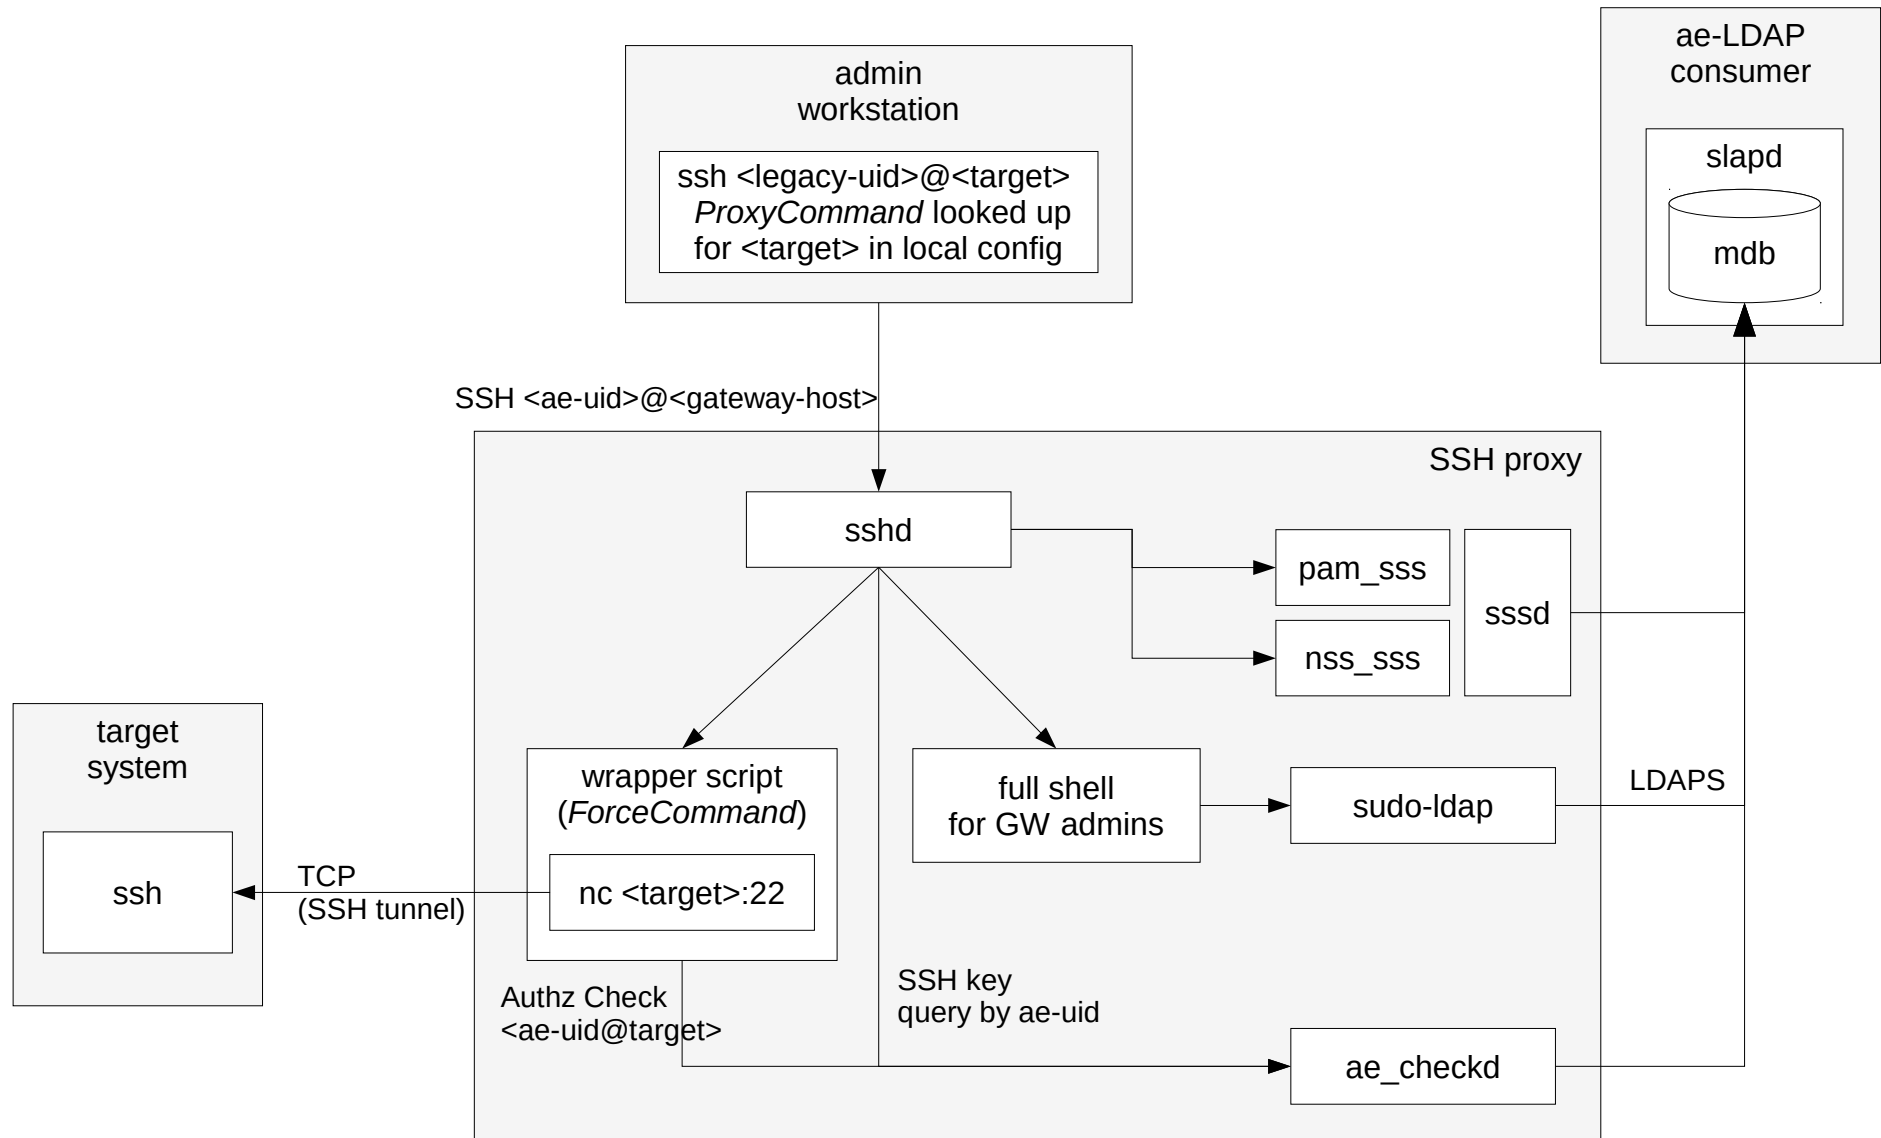 ae-LDAP
consumer
slapd
mdb
admin
workstation
ssh <legacy-uid>@<target>
ProxyCommand looked up
for <target> in local config
SSH <ae-uid>@<gateway-host>
SSH proxy
sshd
pam_sss
nss_sss
sssd
target
system
ssh
TCP
(SSH tunnel)
wrapper script
(ForceCommand)
nc <target>:22
full shell
for GW admins
sudo-ldap
LDAPS
Authz Check
<ae-uid@target>
SSH key
query by ae-uid
ae_checkd